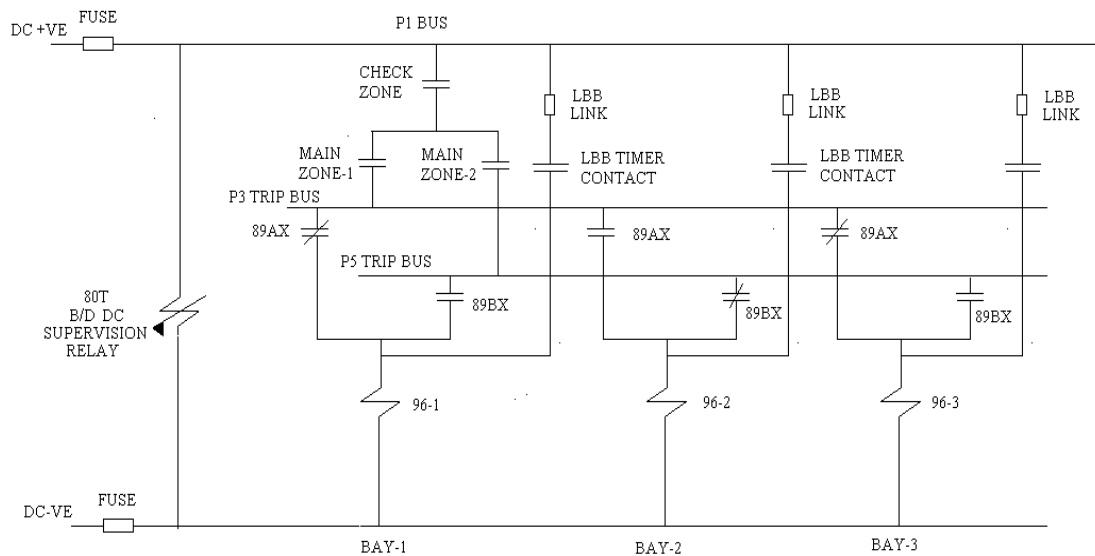 FUSE
DC +VE
P1 BUS
CHECK
ZONE
LBB
LINK
LBB
LINK
LBB
LINK
MAIN
ZONE-1
MAIN
ZONE-2
LBB TIMER
CONTACT
LBB TIMER
CONTACT
P3 TRIP BUS
89AX
89AX
89AX
P5 TRIP BUS
80T
B/D DC
SUPERVISION
RELAY
89BX
89BX
89BX
96-1
96-2
96-3
FUSE
DC-VE
BAY-1
BAY-2
BAY-3